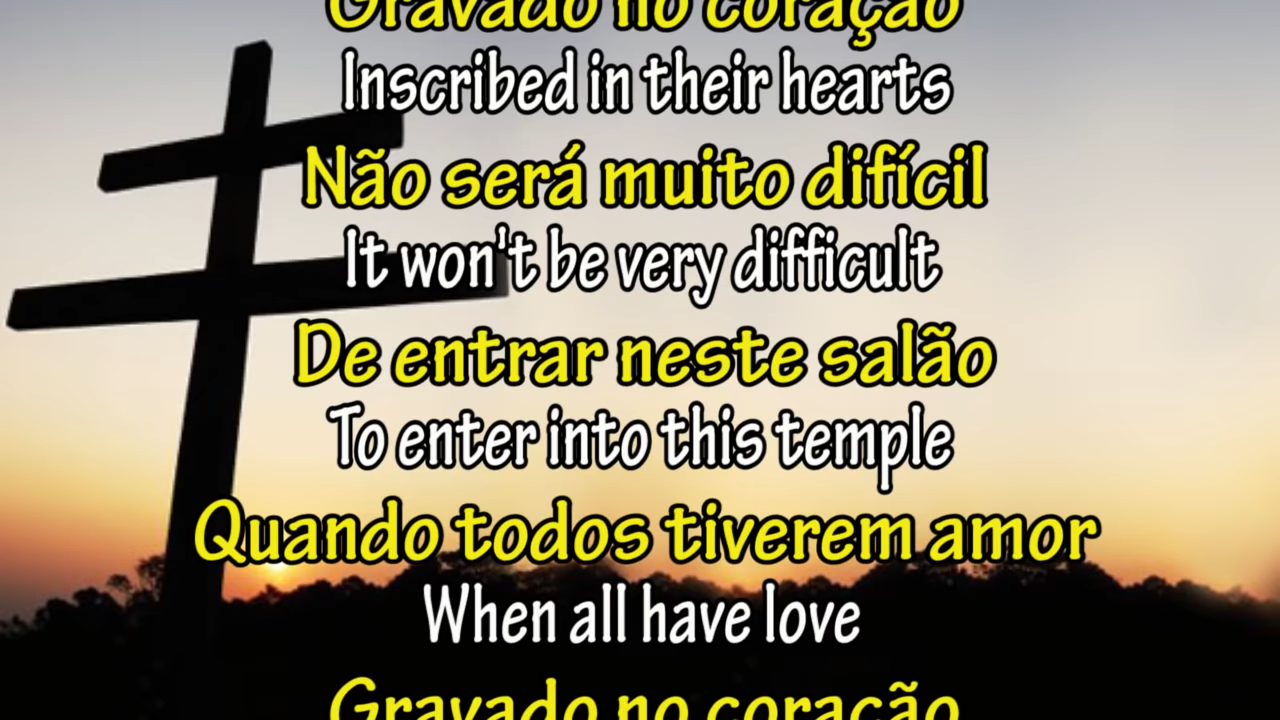 Gravado no coração
Inscribed in their hearts
Não será muito difícil
It won't be very difficult
De entrar neste salão
To enter into this temple
Quando todos tiverem amor
When all have love
Gravado no coração